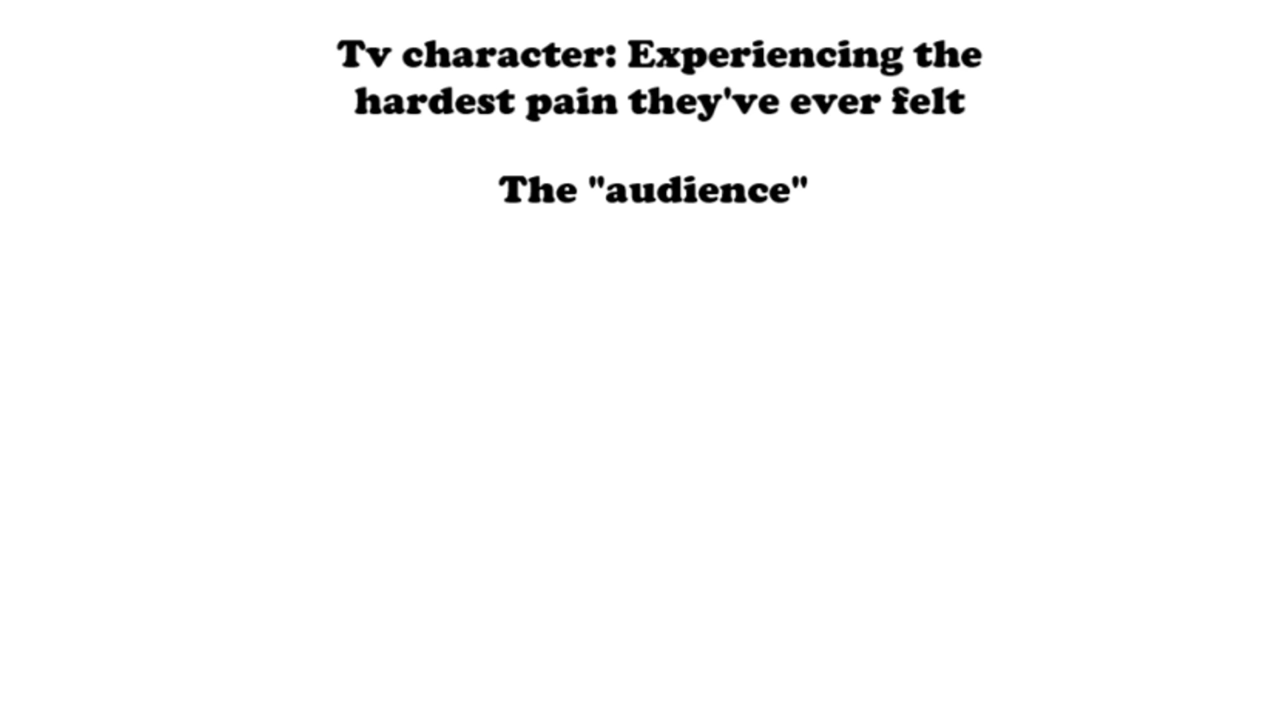 Tv character: Experiencing the
hardest pain they've ever felt
The "audience"